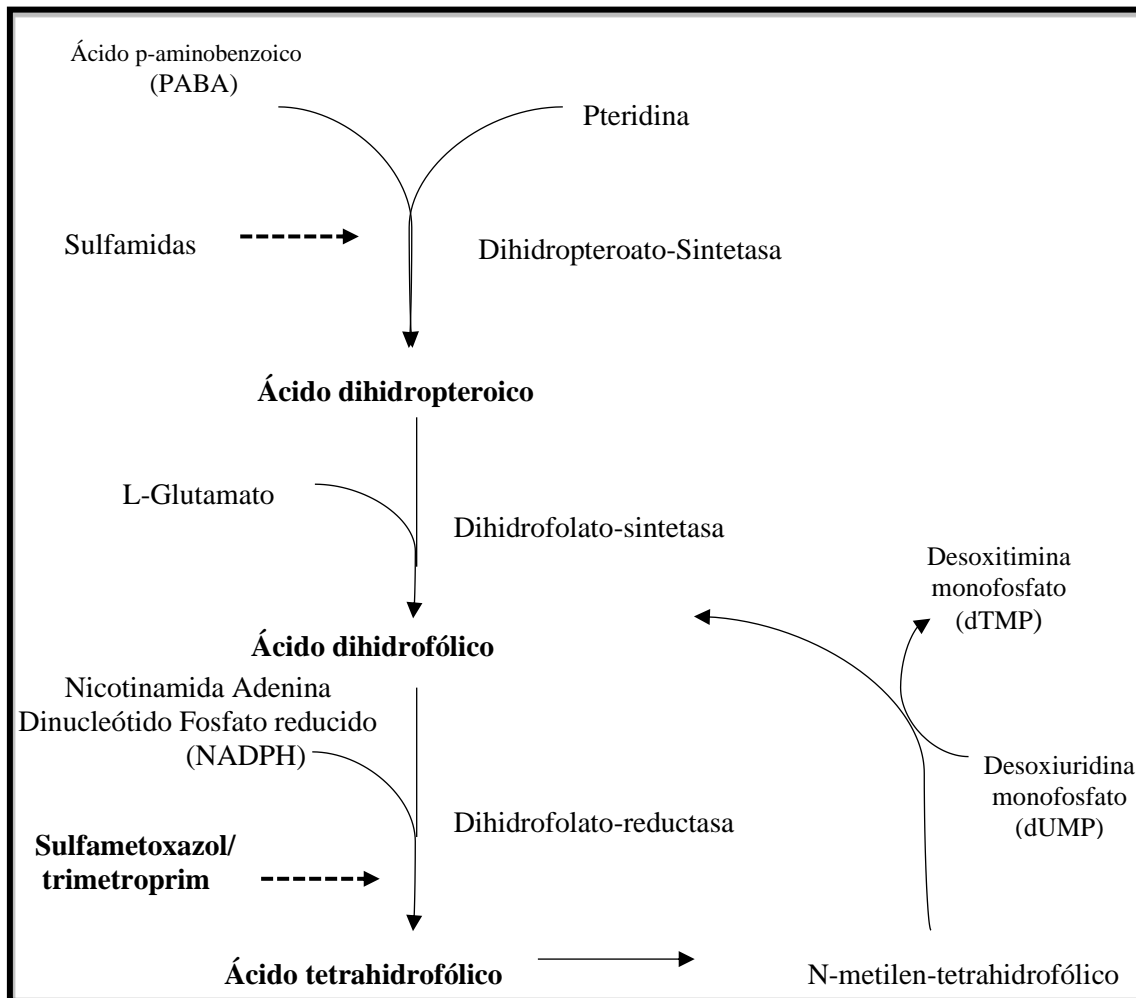 Ácido p-aminobenzoico
(PABA)
Pteridina
Sulfamidas
Dihidropteroato-Sintetasa
Ácido dihidropteroico
L-Glutamato
Dihidrofolato-sintetasa
Desoxitimina
monofosfato
(dTMP)
Ácido dihidrofólico
Nicotinamida Adenina
Dinucleótido Fosfato reducido
(NADPH)
Desoxiuridina
monofosfato
(dUMP)
Dihidrofolato-reductasa
Sulfametoxazol/
trimetroprim
Ácido tetrahidrofólico
N-metilen-tetrahidrofólico